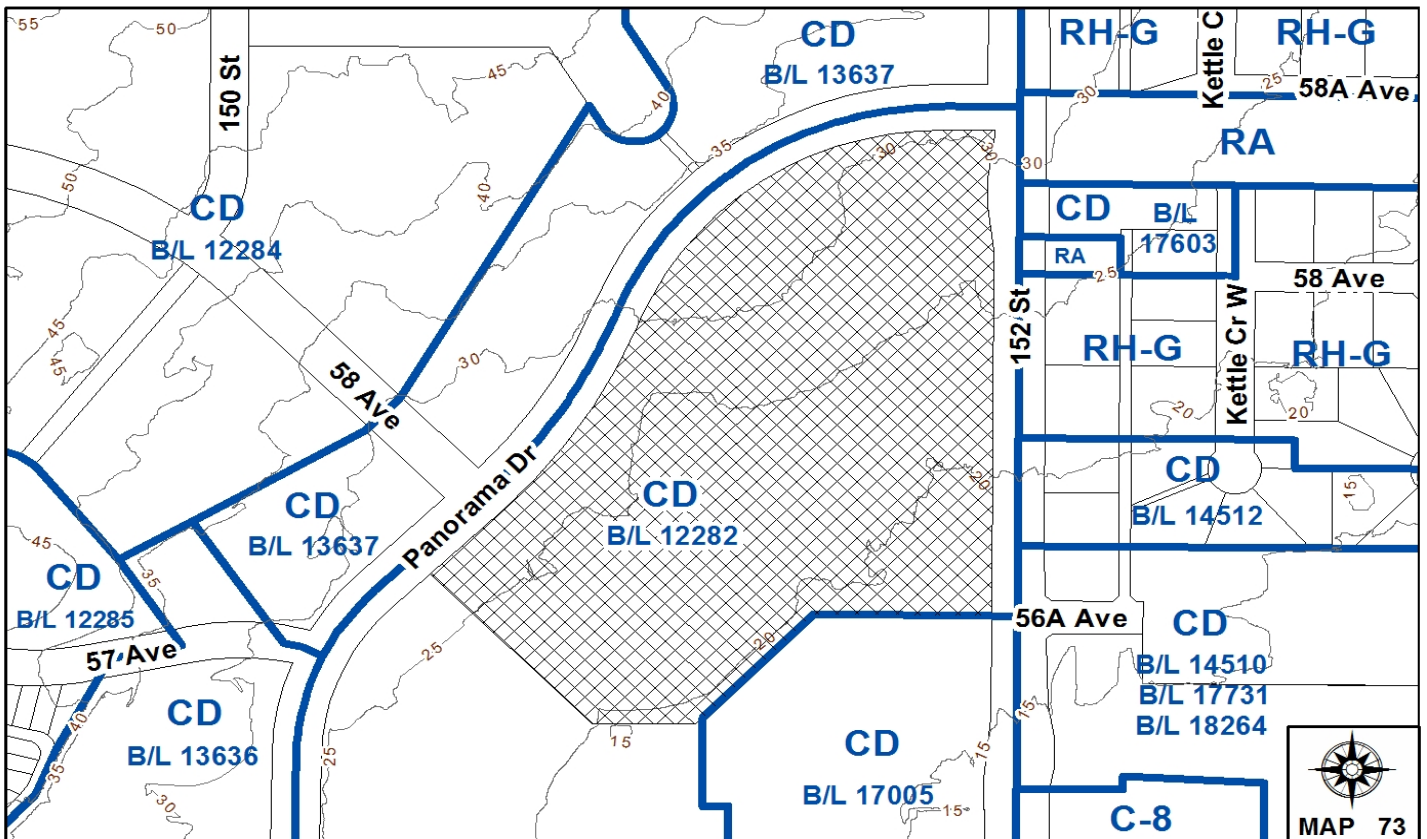 55
50
45
40
CD
B/L 13637
RH-G
Kettle C
RH-G
150 St
30
25
58A Ave
35
30
30
30
RA
50
40
CD
B/L 12284
CD
B/L
17603
RA
25
58 Ave
45
45
30
152 St
RH-G
Kettle Cr W
RH-G
58 Ave
20
20
Panorama Dr
CD
B/L 12282
20
CD
B/L 14512
15
CD
B/L 13637
45
35
CD
B/L 12285
57 Ave
25
20
56A Ave
CD
B/L 14510
B/L 17731
B/L 18264
40
35
CD
B/L 13636
30
25
15
CD
B/L 17005
15
15
15
C-8
MAP 73